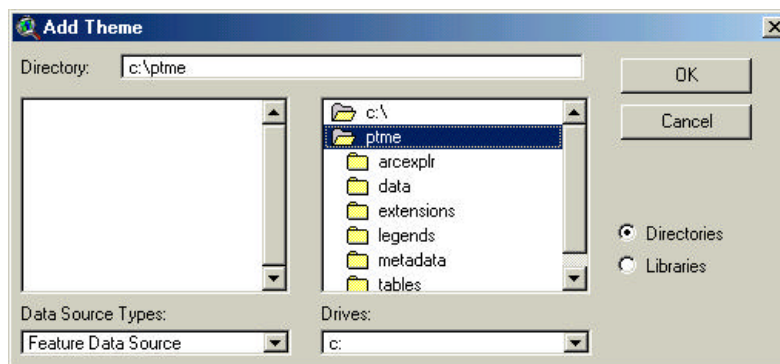 Add Theme
Directory: c:\ptme
OK
Cancel
c:\
ptme
arcexplr
data
extensions
legends
metadata
tables
Directories
Libraries
Data Source Types:
Feature Data Source
Drives:
c: